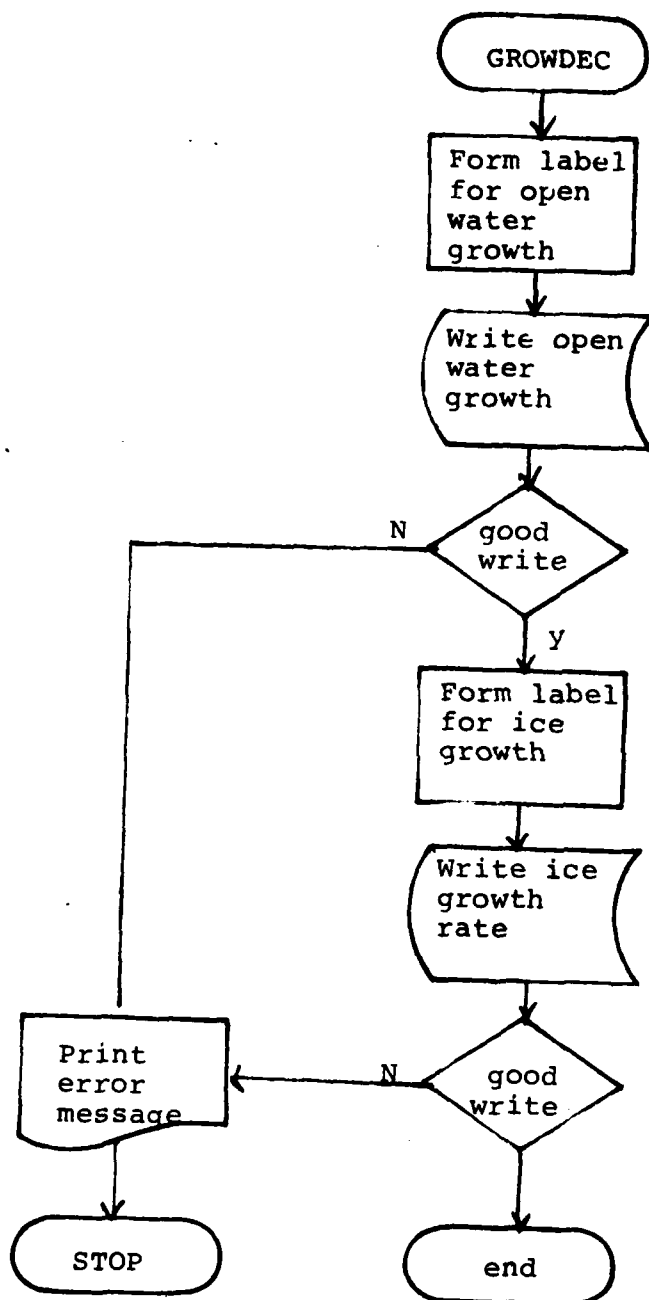 GROWDEC
Form label
for open
water
growth
Write open
water
growth
N
good
write
y
Form label
for ice
growth
Write ice
growth
rate
Print
error
message
N
good
write
STOP
end